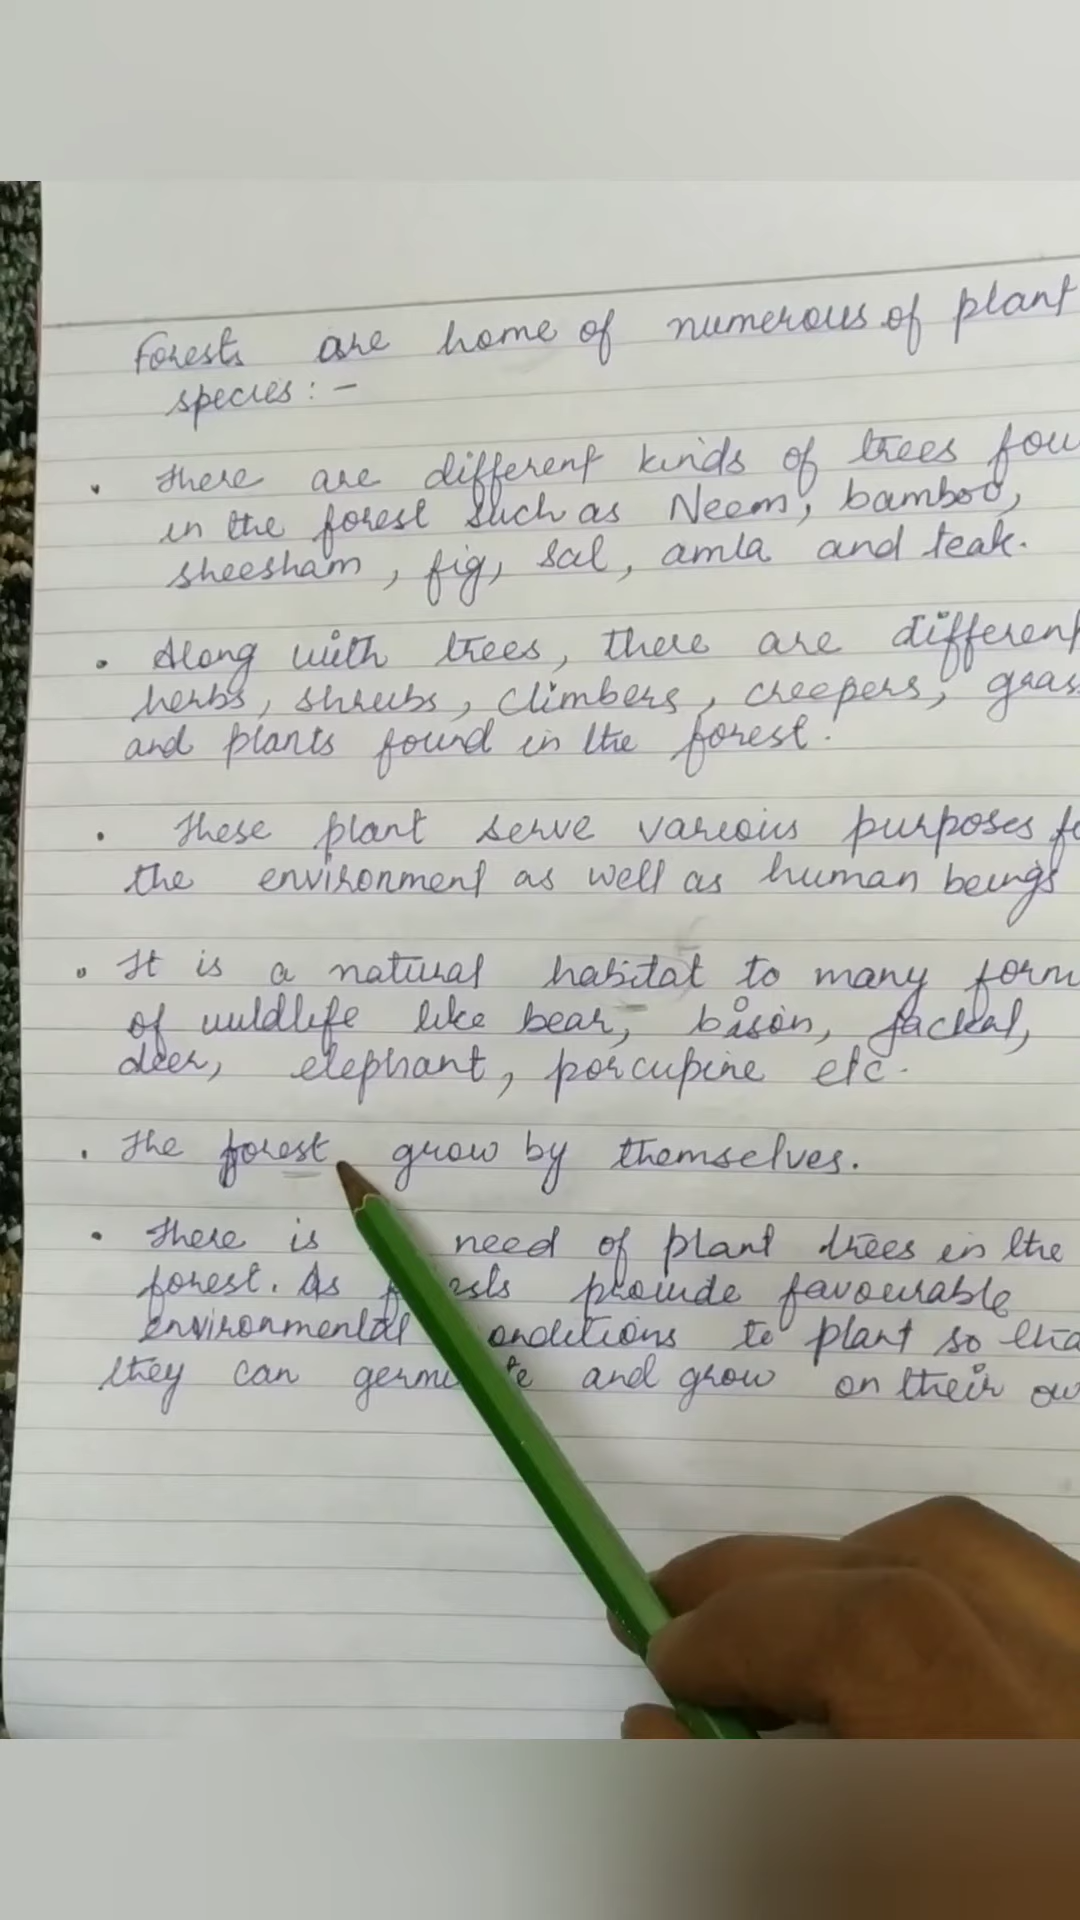 Forests are home of numerous of plant
species : -
. There are different kinds of trees fou
in the forest such as Neem, bamboo,
sheesham, fig, sal, amla and teak.
. Along with trees, there are different
herbs, shrubs, climbers, creepers, gras
and plants found in the forest.
. These plant serve various purposes fo
the environment as well as human beings
. It is a natural habitat to many form
of wildlife like bear, bison, jackal,
deer, elephant, porcupine etc.
. The forest grow by themselves.
. There is need of plant trees in the
forest. As provide favourable
environmental onditions to plant so tha
they can and grow on their ow